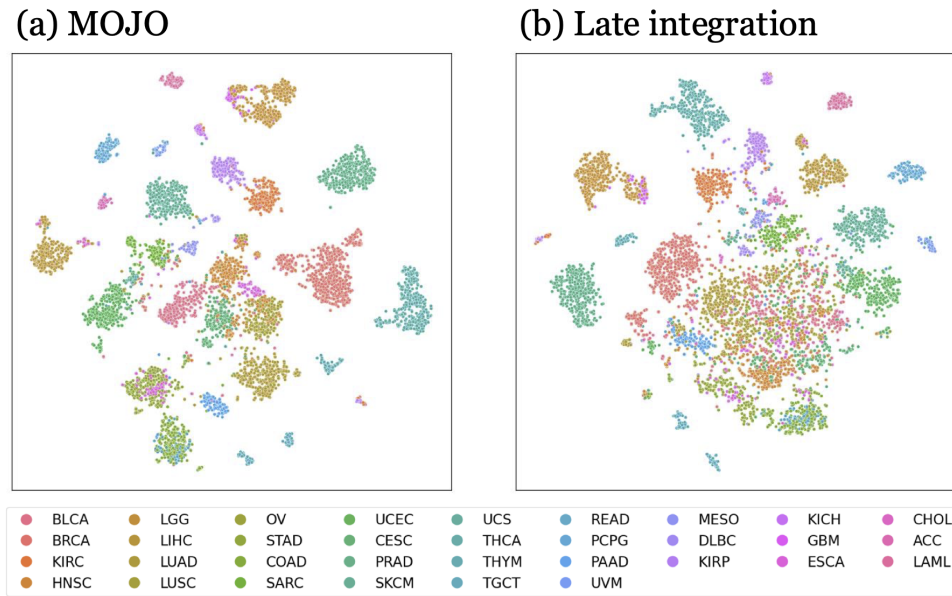 (a) MOJO
(b) Late integration
BLCA LGG OV UCEC UCS READ MESO KICH CHOL
BRCA LIHC STAD CESC THCA PCPG DLBC GBM ACC
KIRC LUAD COAD PRAD THYM PAAD KIRP ESCA LAML
HNSC LUSC SARC SKCM TGCT UVM